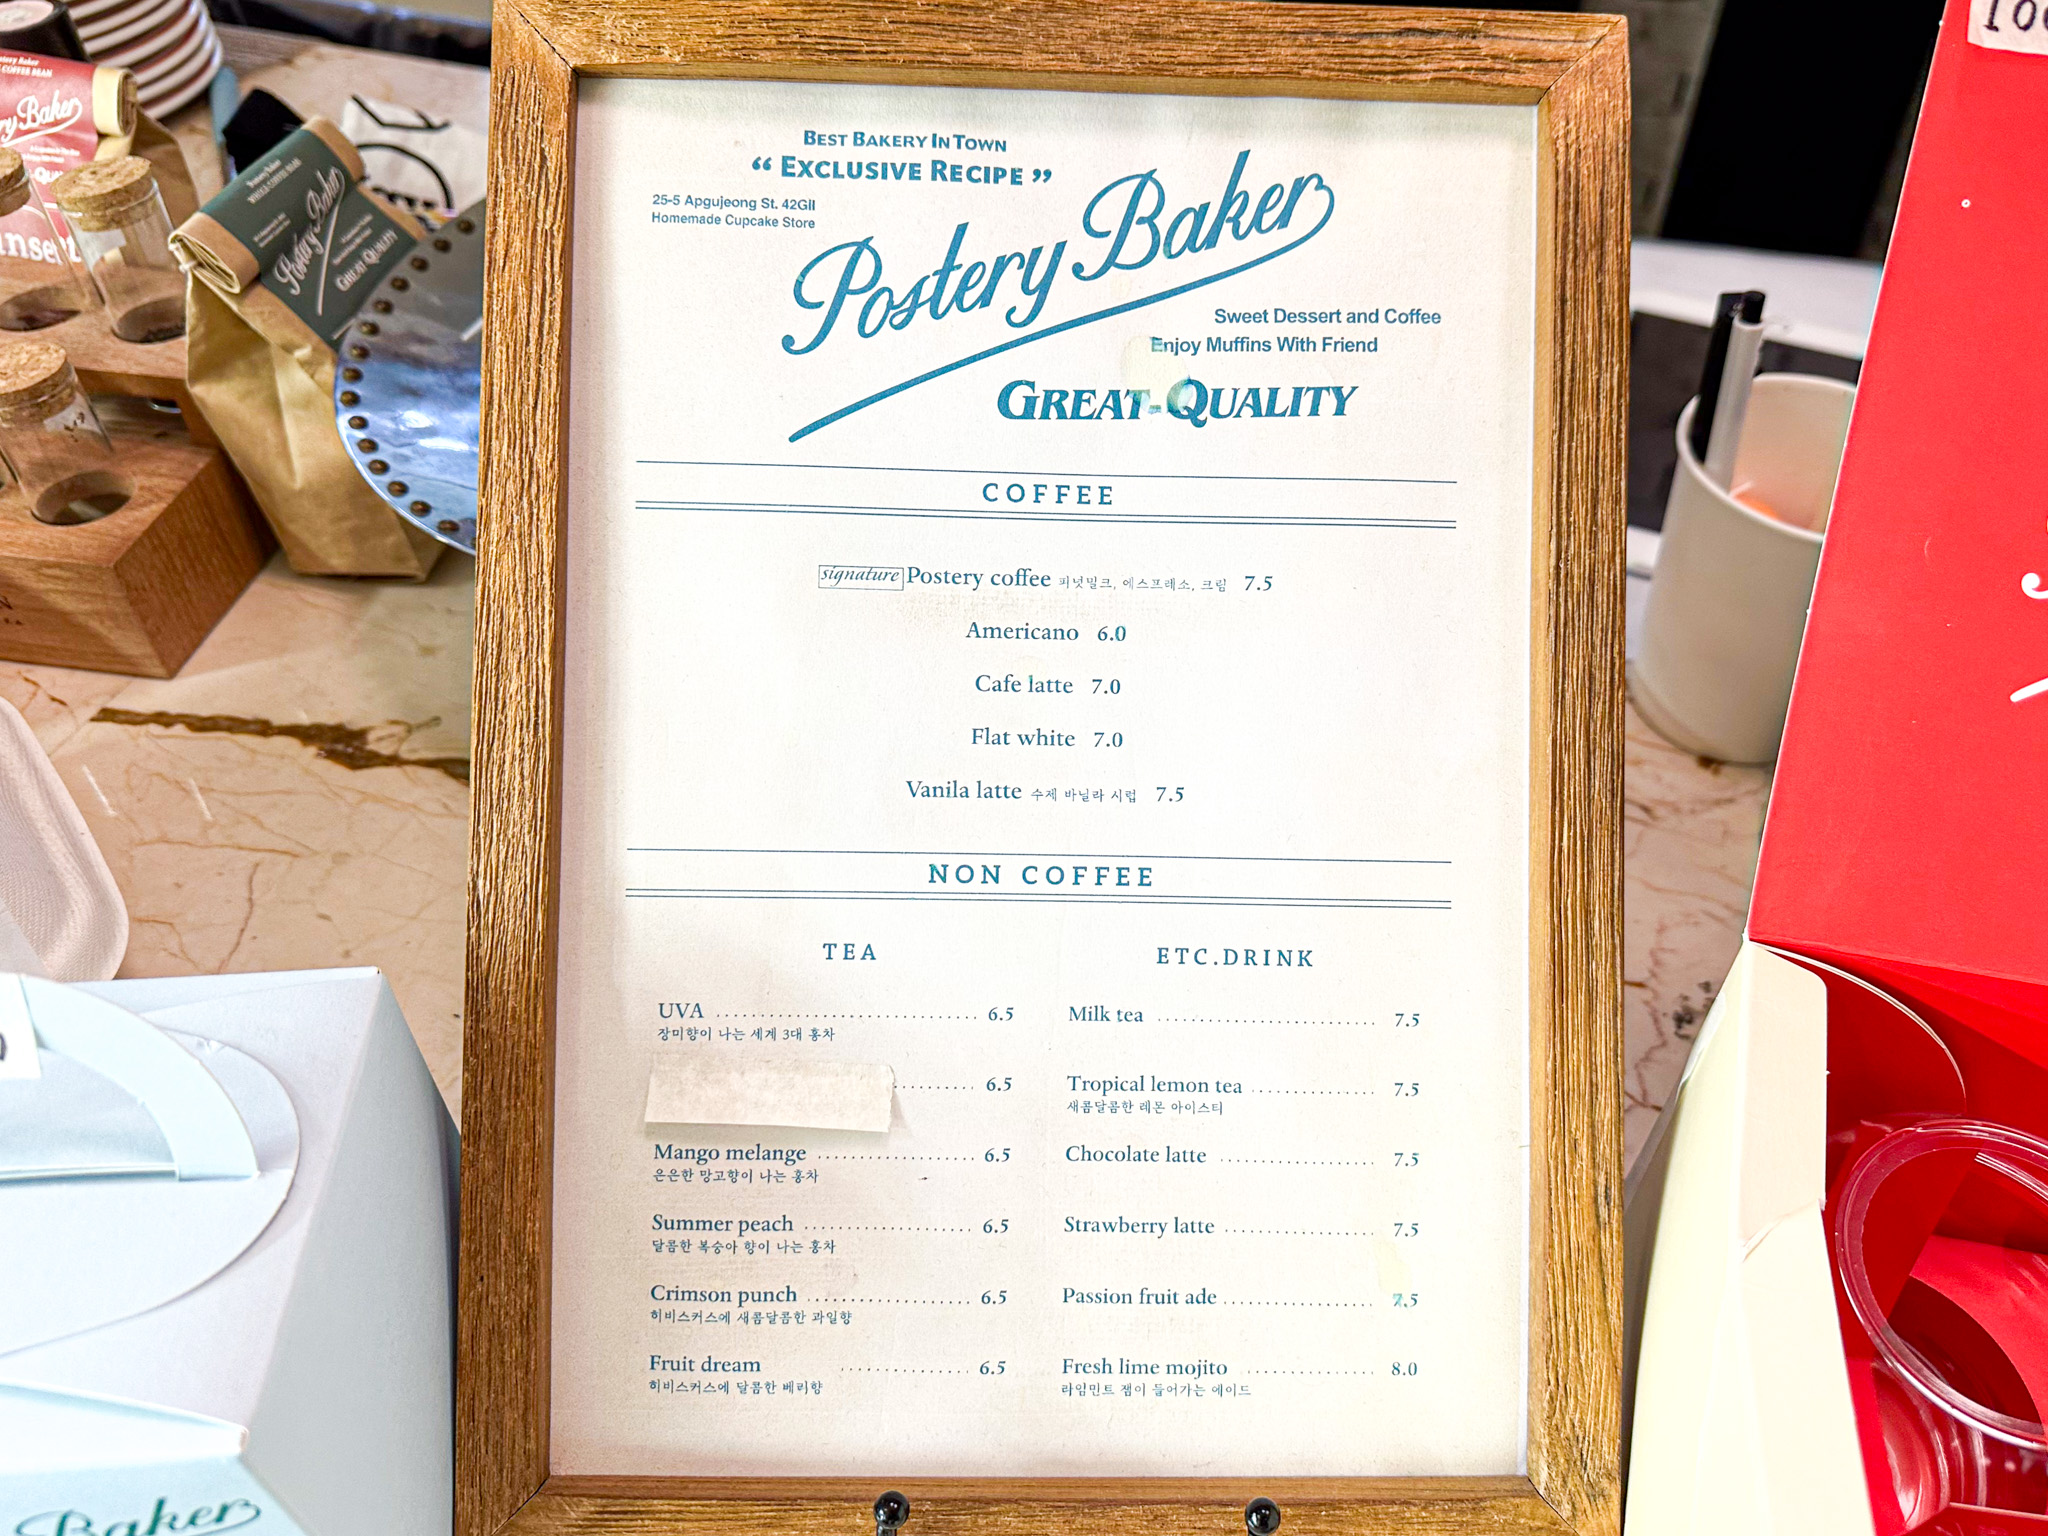 BEST BAKERY IN TOWN
“ EXCLUSIVE RECIPE ”
25-5 Apgujeong St. 42Gil
Homemade Cupcake Store
Postery Baker
Sweet Dessert and Coffee
Enjoy Muffins With Friend
GREAT-QUALITY
COFFEE
signature Postery coffee 피넛밀크, 에스프레소, 크림 7.5
Americano 6.0
Cafe latte 7.0
Flat white 7.0
Vanila latte 수제 바닐라 시럽 7.5
NON COFFEE
TEA
UVA 6.5
장미향이 나는 세계 3대 홍차
6.5
Mango melange 6.5
은은한 망고향이 나는 홍차
Summer peach 6.5
달콤한 복숭아 향이 나는 홍차
Crimson punch 6.5
히비스커스에 새콤달콤한 과일향
Fruit dream 6.5
히비스커스에 달콤한 베리향
ETC.DRINK
Milk tea 7.5
Tropical lemon tea 7.5
새콤달콤한 레몬 아이스티
Chocolate latte 7.5
Strawberry latte 7.5
Passion fruit ade 7.5
Fresh lime mojito 8.0
라임민트 잼이 들어가는 에이드
Postery Baker
GREAT QUALITY
Baker
COFFEE BEAN
Baker